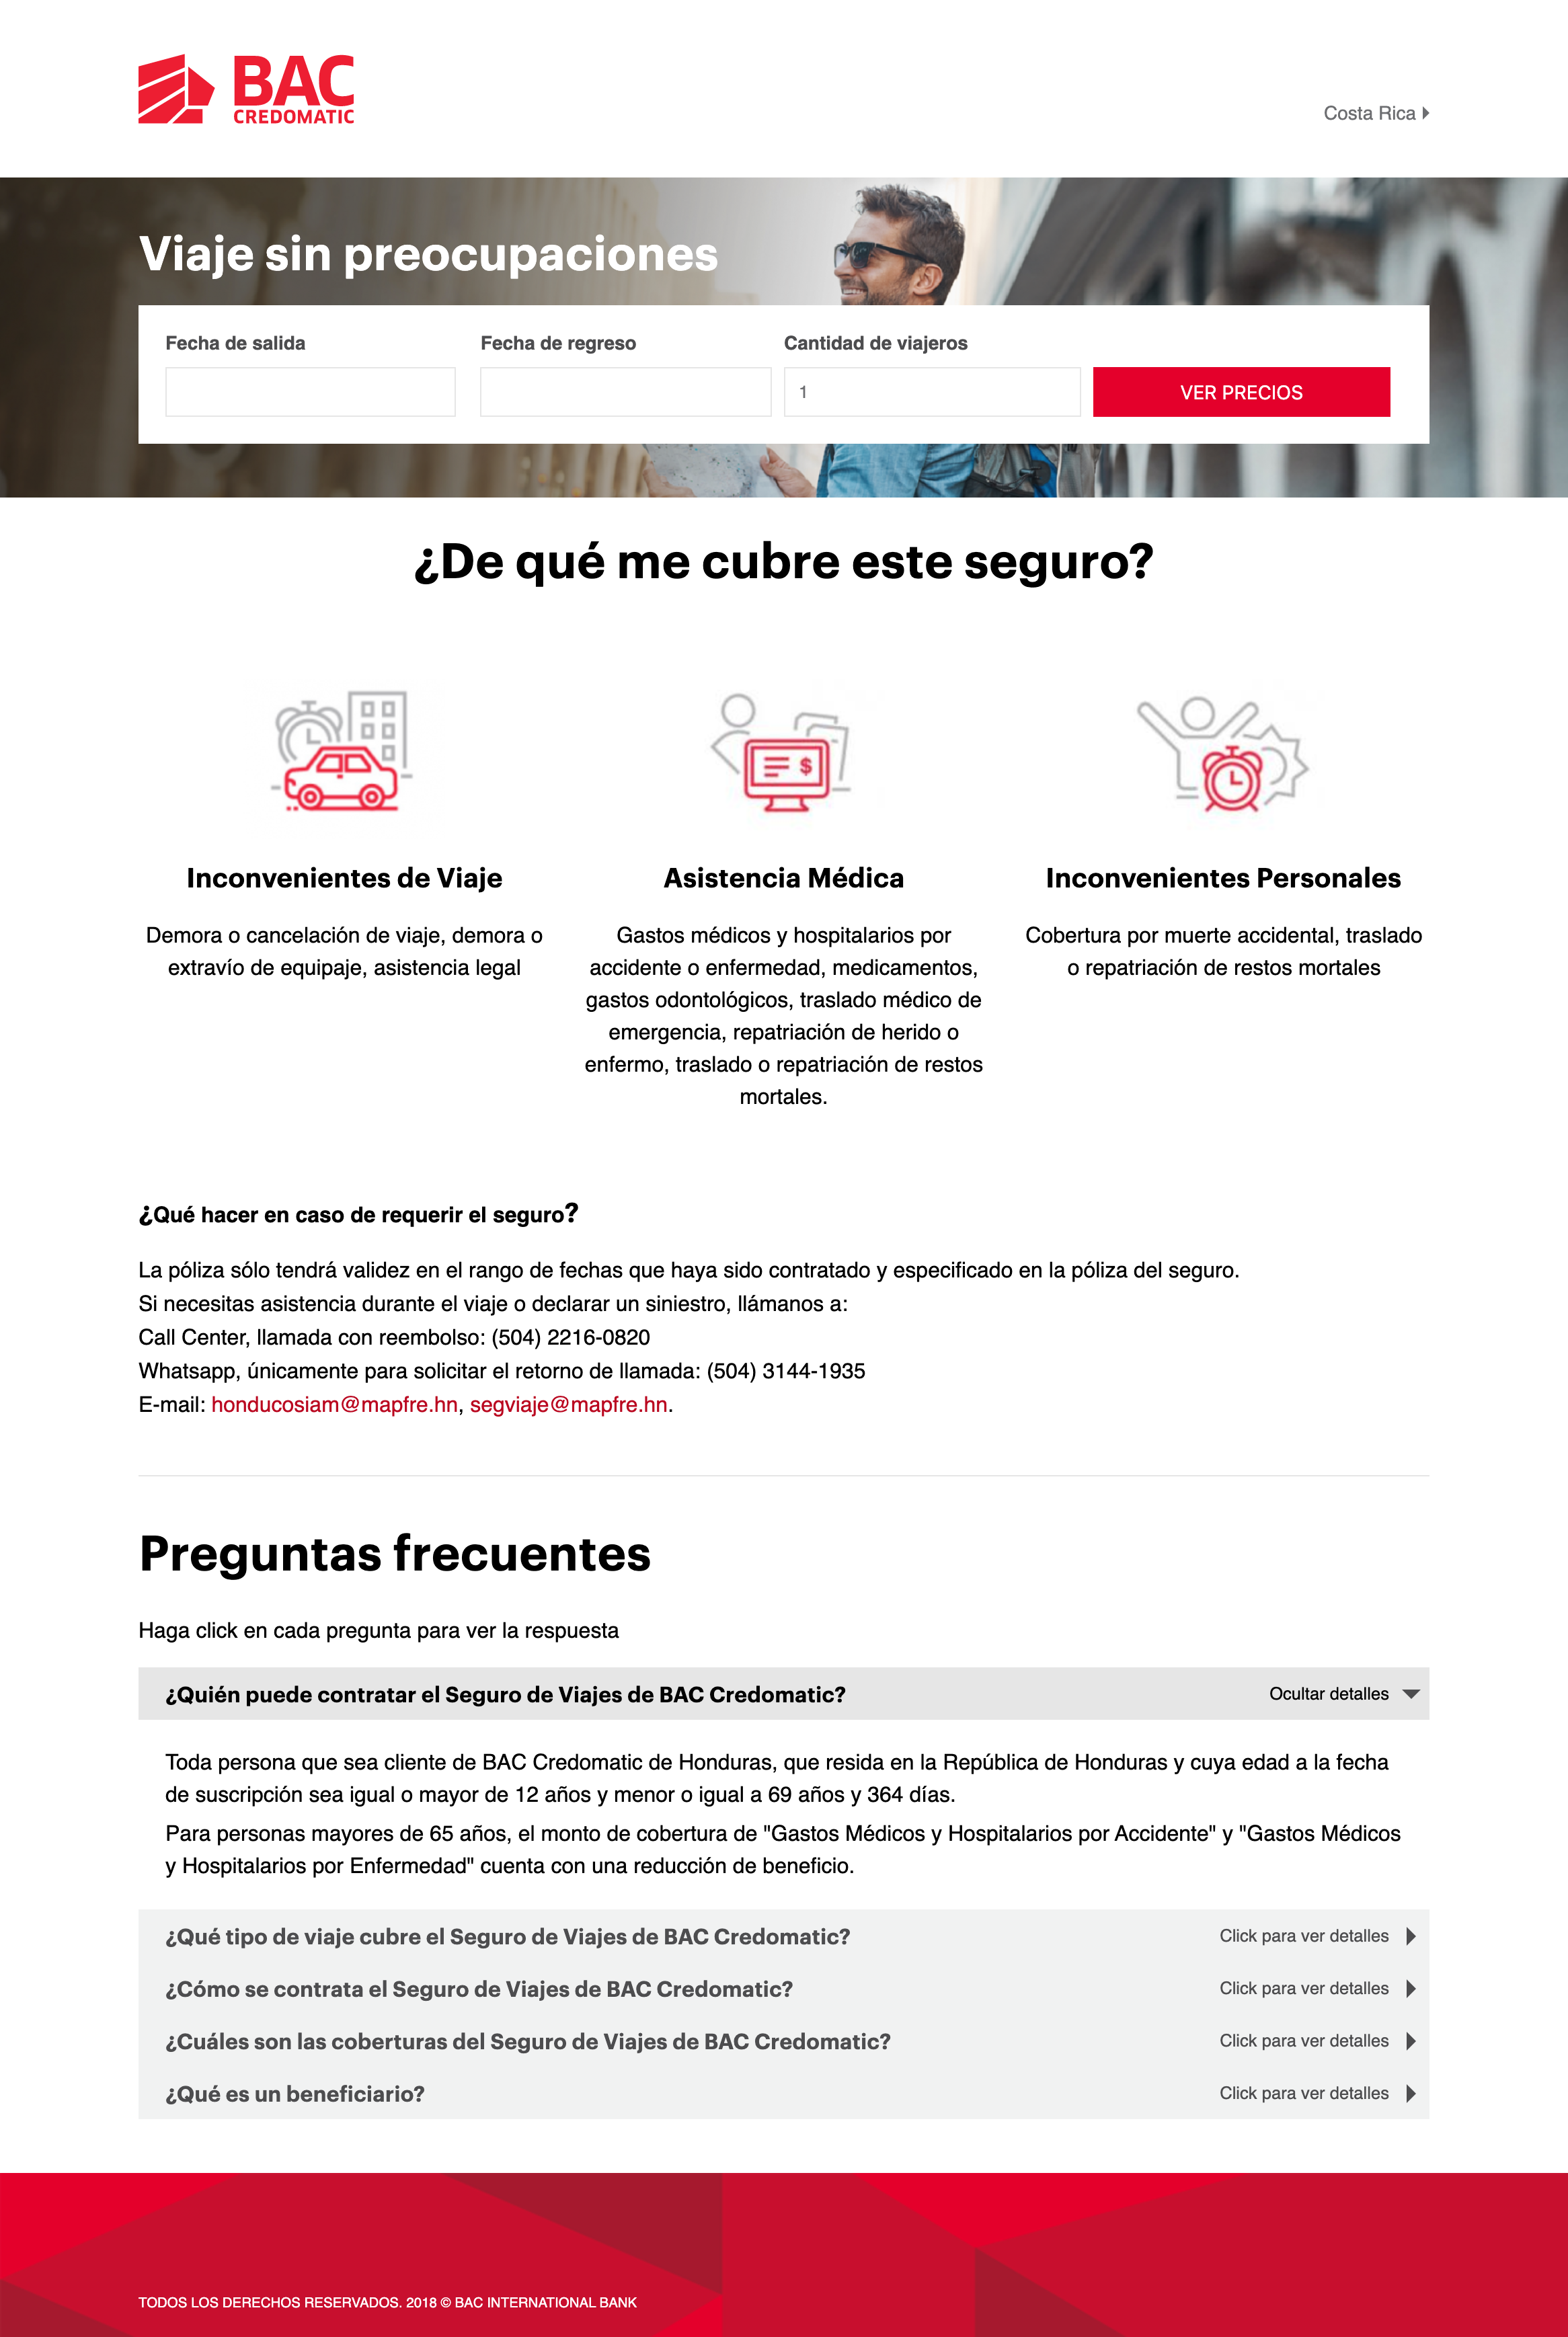 BAC
CREDOMATIC
Costa Rica
Viaje sin preocupaciones
Fecha de salida
Fecha de regreso
Cantidad de viajeros
1
VER PRECIOS
¿De qué me cubre este seguro?
$
Inconvenientes de Viaje
Demora o cancelación de viaje, demora o
extravío de equipaje, asistencia legal
Asistencia Médica
Gastos médicos y hospitalarios por
accidente o enfermedad, medicamentos,
gastos odontológicos, traslado médico de
emergencia, repatriación de herido o
enfermo, traslado o repatriación de restos
mortales.
Inconvenientes Personales
Cobertura por muerte accidental, traslado
o repatriación de restos mortales
¿Qué hacer en caso de requerir el seguro?
La póliza sólo tendrá validez en el rango de fechas que haya sido contratado y especificado en la póliza del seguro.
Si necesitas asistencia durante el viaje o declarar un siniestro, llámanos a:
Call Center, llamada con reembolso: (504) 2216-0820
Whatsapp, únicamente para solicitar el retorno de llamada: (504) 3144-1935
E-mail: honducosiam@mapfre.hn, segviaje@mapfre.hn.
Preguntas frecuentes
Haga click en cada pregunta para ver la respuesta
¿Quién puede contratar el Seguro de Viajes de BAC Credomatic?
Ocultar detalles
Toda persona que sea cliente de BAC Credomatic de Honduras, que resida en la República de Honduras y cuya edad a la fecha
de suscripción sea igual o mayor de 12 años y menor o igual a 69 años y 364 días.
Para personas mayores de 65 años, el monto de cobertura de "Gastos Médicos y Hospitalarios por Accidente" y "Gastos Médicos
y Hospitalarios por Enfermedad" cuenta con una reducción de beneficio.
¿Qué tipo de viaje cubre el Seguro de Viajes de BAC Credomatic?
Click para ver detalles
¿Cómo se contrata el Seguro de Viajes de BAC Credomatic?
Click para ver detalles
¿Cuáles son las coberturas del Seguro de Viajes de BAC Credomatic?
Click para ver detalles
¿Qué es un beneficiario?
Click para ver detalles
TODOS LOS DERECHOS RESERVADOS. 2018 © BAC INTERNATIONAL BANK